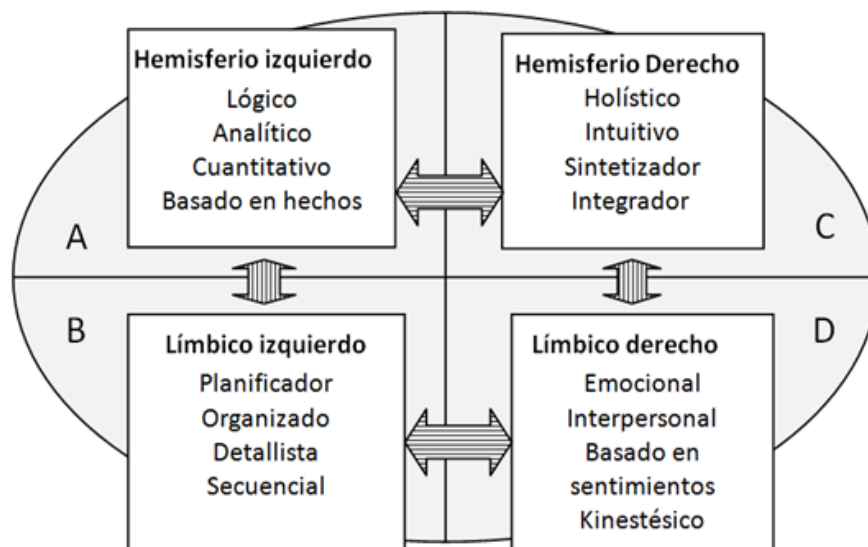 Hemisferio izquierdo
Lógico
Analítico
Cuantitativo
Basado en hechos
A
Hemisferio Derecho
Holístico
Intuitivo
Sintetizador
Integrador
C
B
Límbico izquierdo
Planificador
Organizado
Detallista
Secuencial
Límbico derecho
Emocional
Interpersonal
Basado en
sentimientos
Kinestésico
D